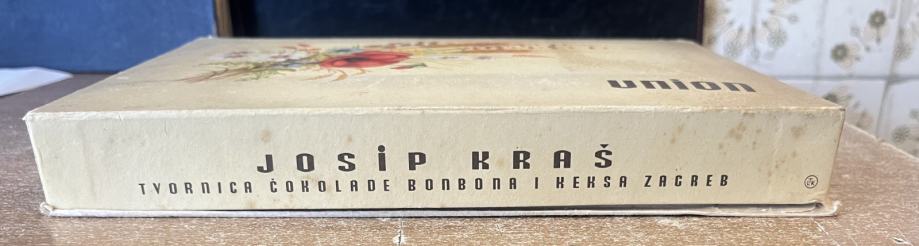 union
JOSIP KRAŠ
TVORNICA ČOKOLADE BONBONA I KEKSA ZAGREB